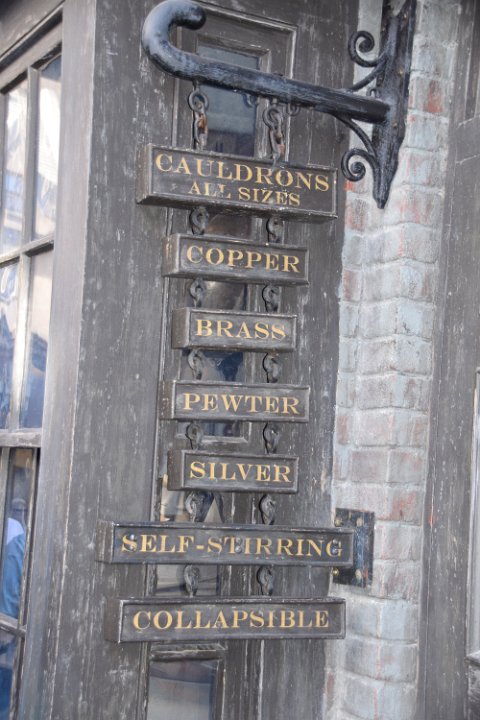 CAULDRONS
ALL SIZES
COPPER
BRASS
PEWTER
SILVER
SELF-STIRRING
COLLAPSIBLE